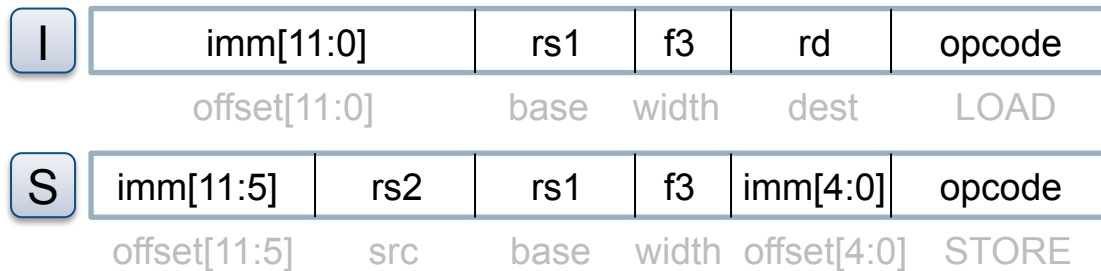 I imm[11:0] rs1 f3 rd opcode
offset[11:0] base width dest LOAD
S imm[11:5] rs2 rs1 f3 imm[4:0] opcode
offset[11:5] src base width offset[4:0] STORE